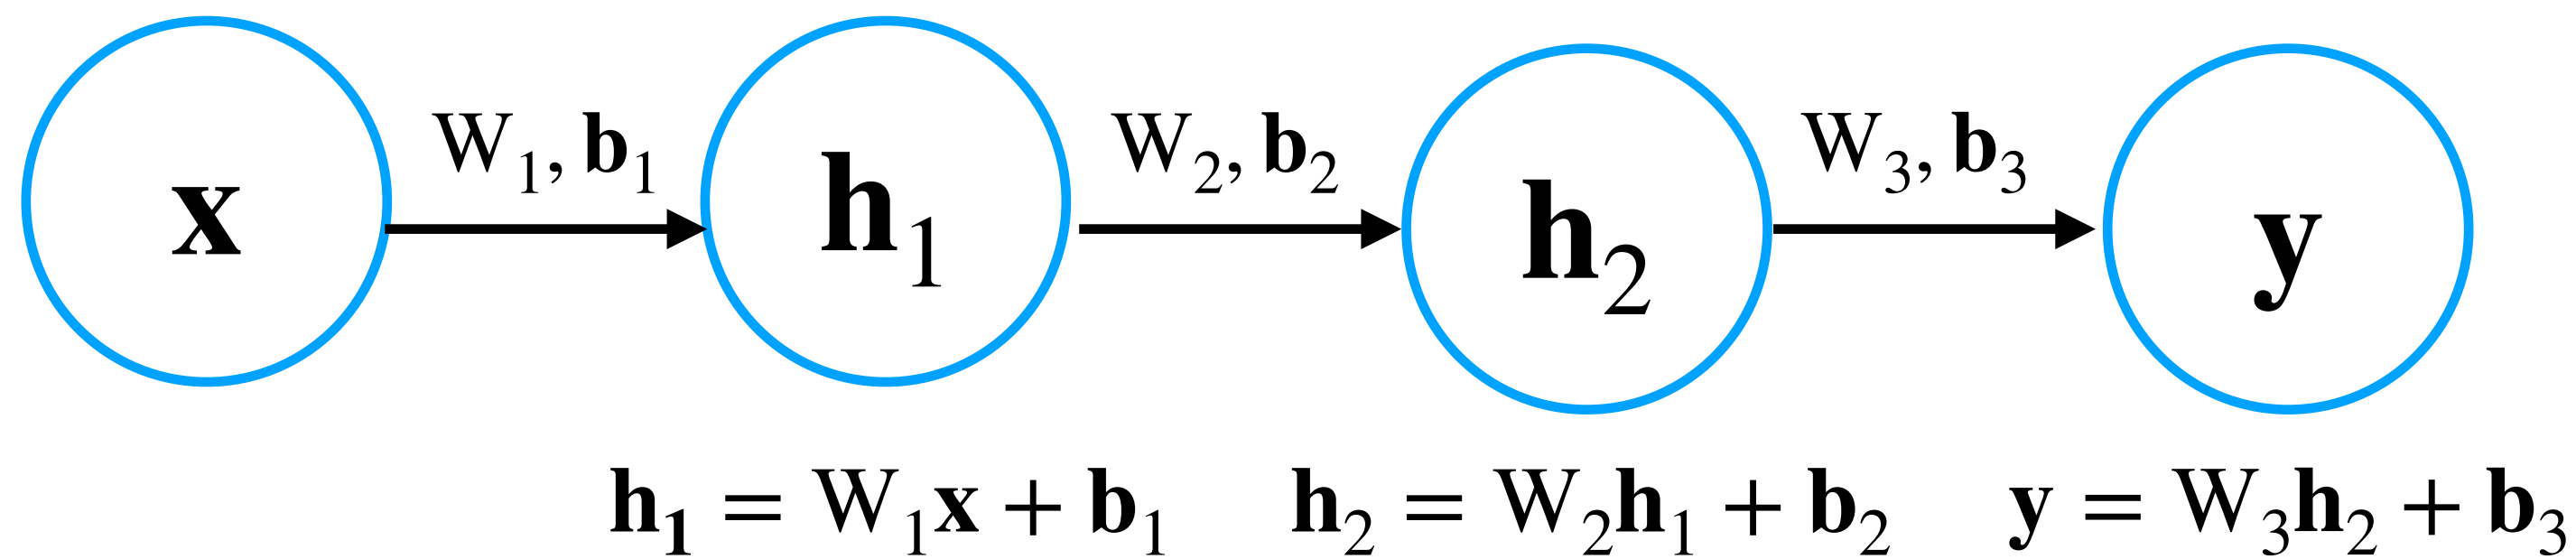 x W₁, b₁ h₁ W₂, b₂ h₂ W₃, b₃ y
h₁ = W₁x + b₁ h₂ = W₂h₁ + b₂ y = W₃h₂ + b₃